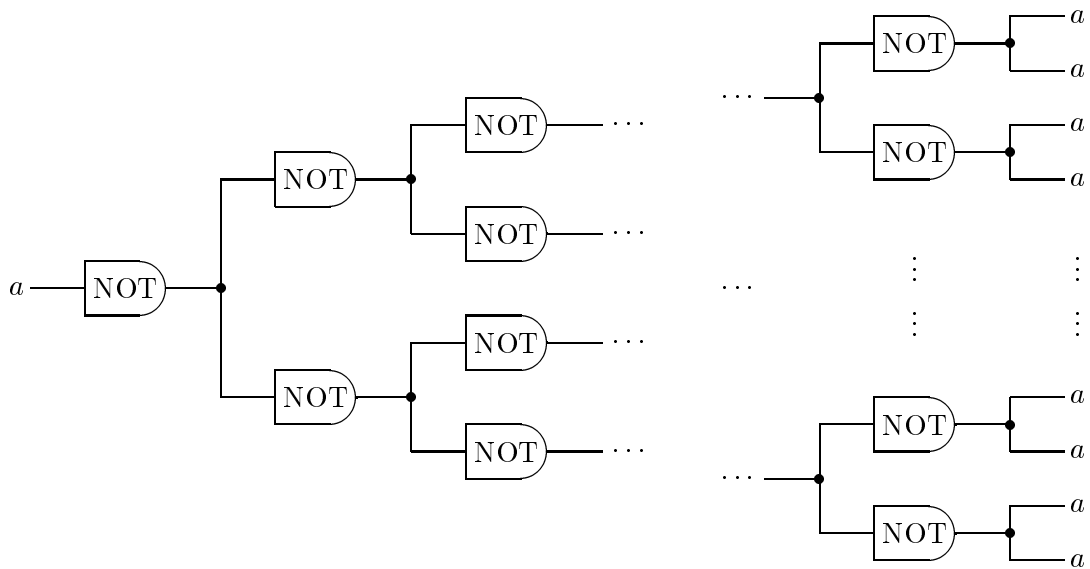 NOT a
a
NOT ··· ··· NOT a
NOT a
NOT ···
a NOT ··· ⋮ ⋮
⋮ ⋮
NOT ···
NOT NOT a
NOT ··· a
··· NOT a
a